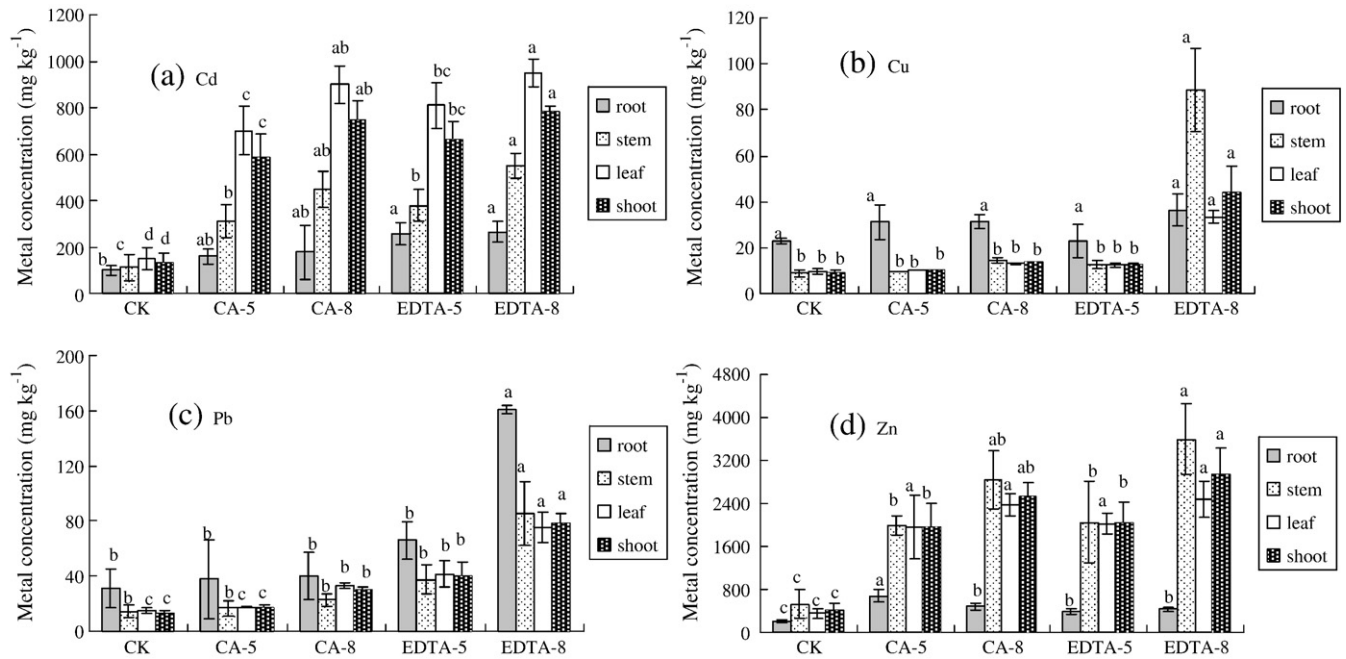 Metal concentration (mg kg⁻¹)
1200
1000
800
600
400
200
0
(a) Cd
b c d d
ab b c c
ab ab ab ab
a b bc bc
a a a a
CK CA-5 CA-8 EDTA-5 EDTA-8
root
stem
leaf
shoot
Metal concentration (mg kg⁻¹)
120
100
80
60
40
20
0
(b) Cu
a b b b
a b b b
a b b b
a b b b
a a a a
CK CA-5 CA-8 EDTA-5 EDTA-8
root
stem
leaf
shoot
Metal concentration (mg kg⁻¹)
200
160
120
80
40
0
(c) Pb
b b c c
b b c c
b b b b
b b b b
a a a a
CK CA-5 CA-8 EDTA-5 EDTA-8
root
stem
leaf
shoot
Metal concentration (mg kg⁻¹)
4800
4000
3200
2400
1600
800
0
(d) Zn
c c c c
a b a b
b ab a ab
b b a b
b a a a
CK CA-5 CA-8 EDTA-5 EDTA-8
root
stem
leaf
shoot